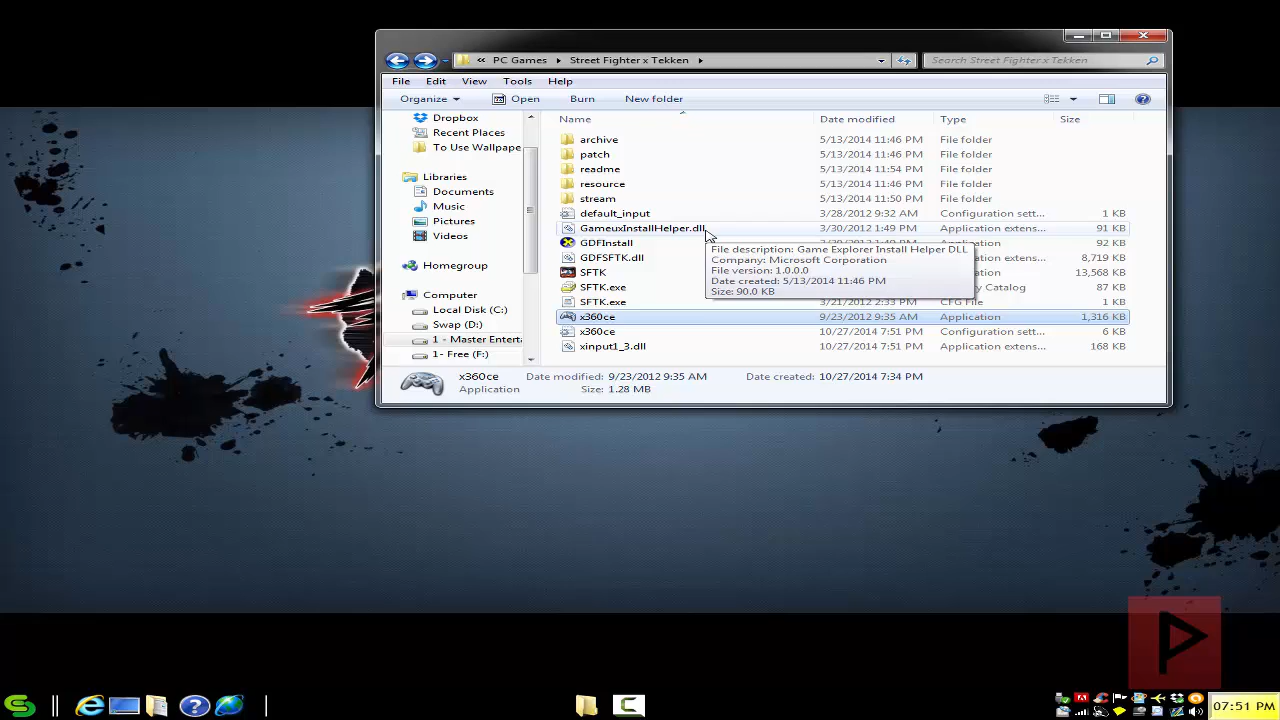 « PC Games Street Fighter x Tekken Search Street Fighter x Tekken
File Edit View Tools Help
Organize Open Burn New folder
Dropbox
Recent Places
To Use Wallpape
Libraries
Documents
Music
Pictures
Videos
Homegroup
Computer
Local Disk (C:)
Swap (D:)
1 - Master Enterta
1- Free (F:)
Name Date modified Type Size
archive 5/13/2014 11:46 PM File folder
patch 5/13/2014 11:46 PM File folder
readme 5/13/2014 11:54 PM File folder
resource 5/13/2014 11:46 PM File folder
stream 5/13/2014 11:50 PM File folder
default_input 3/28/2012 9:32 AM Configuration sett... 1 KB
GameuxInstallHelper.dll 3/30/2012 1:49 PM Application extens... 91 KB
GDFInstall 92 KB
GDFSFTK.dll 8,719 KB
SFTK 13,568 KB
SFTK.exe 87 KB
SFTK.exe 3/21/2012 2:33 PM CFG File 1 KB
x360ce 9/23/2012 9:35 AM Application 1,316 KB
x360ce 10/27/2014 7:51 PM Configuration sett... 6 KB
xinput1_3.dll 10/27/2014 7:51 PM Application extens... 168 KB
File description: Game Explorer Install Helper DLL
Company: Microsoft Corporation
File version: 1.0.0.0
Date created: 5/13/2014 11:46 PM
Size: 90.0 KB
x360ce Date modified: 9/23/2012 9:35 AM Date created: 10/27/2014 7:34 PM
Application Size: 1.28 MB
P
07:51 PM